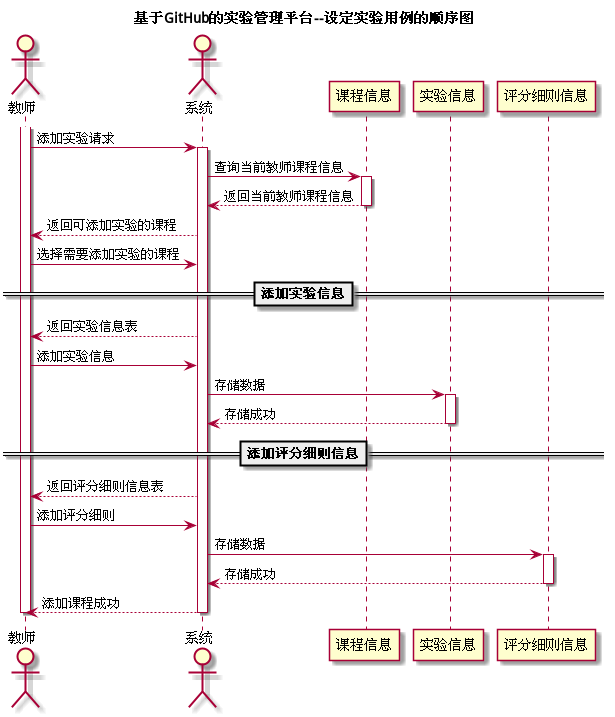 基于GitHub的实验管理平台--设定实验用例的顺序图
教师 系统 课程信息 实验信息 评分细则信息
添加实验请求
查询当前教师课程信息
返回当前教师课程信息
返回可添加实验的课程
选择需要添加实验的课程
添加实验信息
返回实验信息表
添加实验信息
存储数据
存储成功
添加评分细则信息
返回评分细则信息表
添加评分细则
存储数据
存储成功
添加课程成功
教师 系统 课程信息 实验信息 评分细则信息